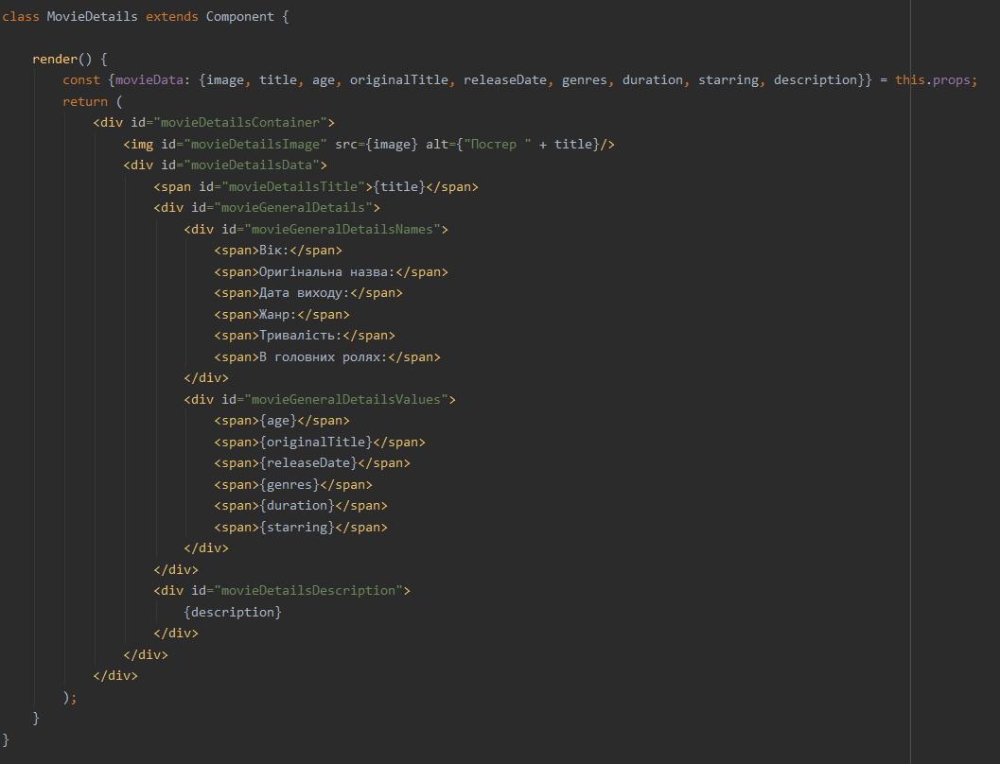 class MovieDetails extends Component {
render() {
const {movieData: {image, title, age, originalTitle, releaseDate, genres, duration, starring, description}} = this.props;
return (
<div id="movieDetailsContainer">
<img id="movieDetailsImage" src={image} alt={"Постер " + title}/>
<div id="movieDetailsData">
<span id="movieDetailsTitle">{title}</span>
<div id="movieGeneralDetails">
<div id="movieGeneralDetailsNames">
<span>Вік:</span>
<span>Оригінальна назва:</span>
<span>Дата виходу:</span>
<span>Жанр:</span>
<span>Тривалість:</span>
<span>В головних ролях:</span>
</div>
<div id="movieGeneralDetailsValues">
<span>{age}</span>
<span>{originalTitle}</span>
<span>{releaseDate}</span>
<span>{genres}</span>
<span>{duration}</span>
<span>{starring}</span>
</div>
</div>
<div id="movieDetailsDescription">
{description}
</div>
</div>
</div>
);
}
}